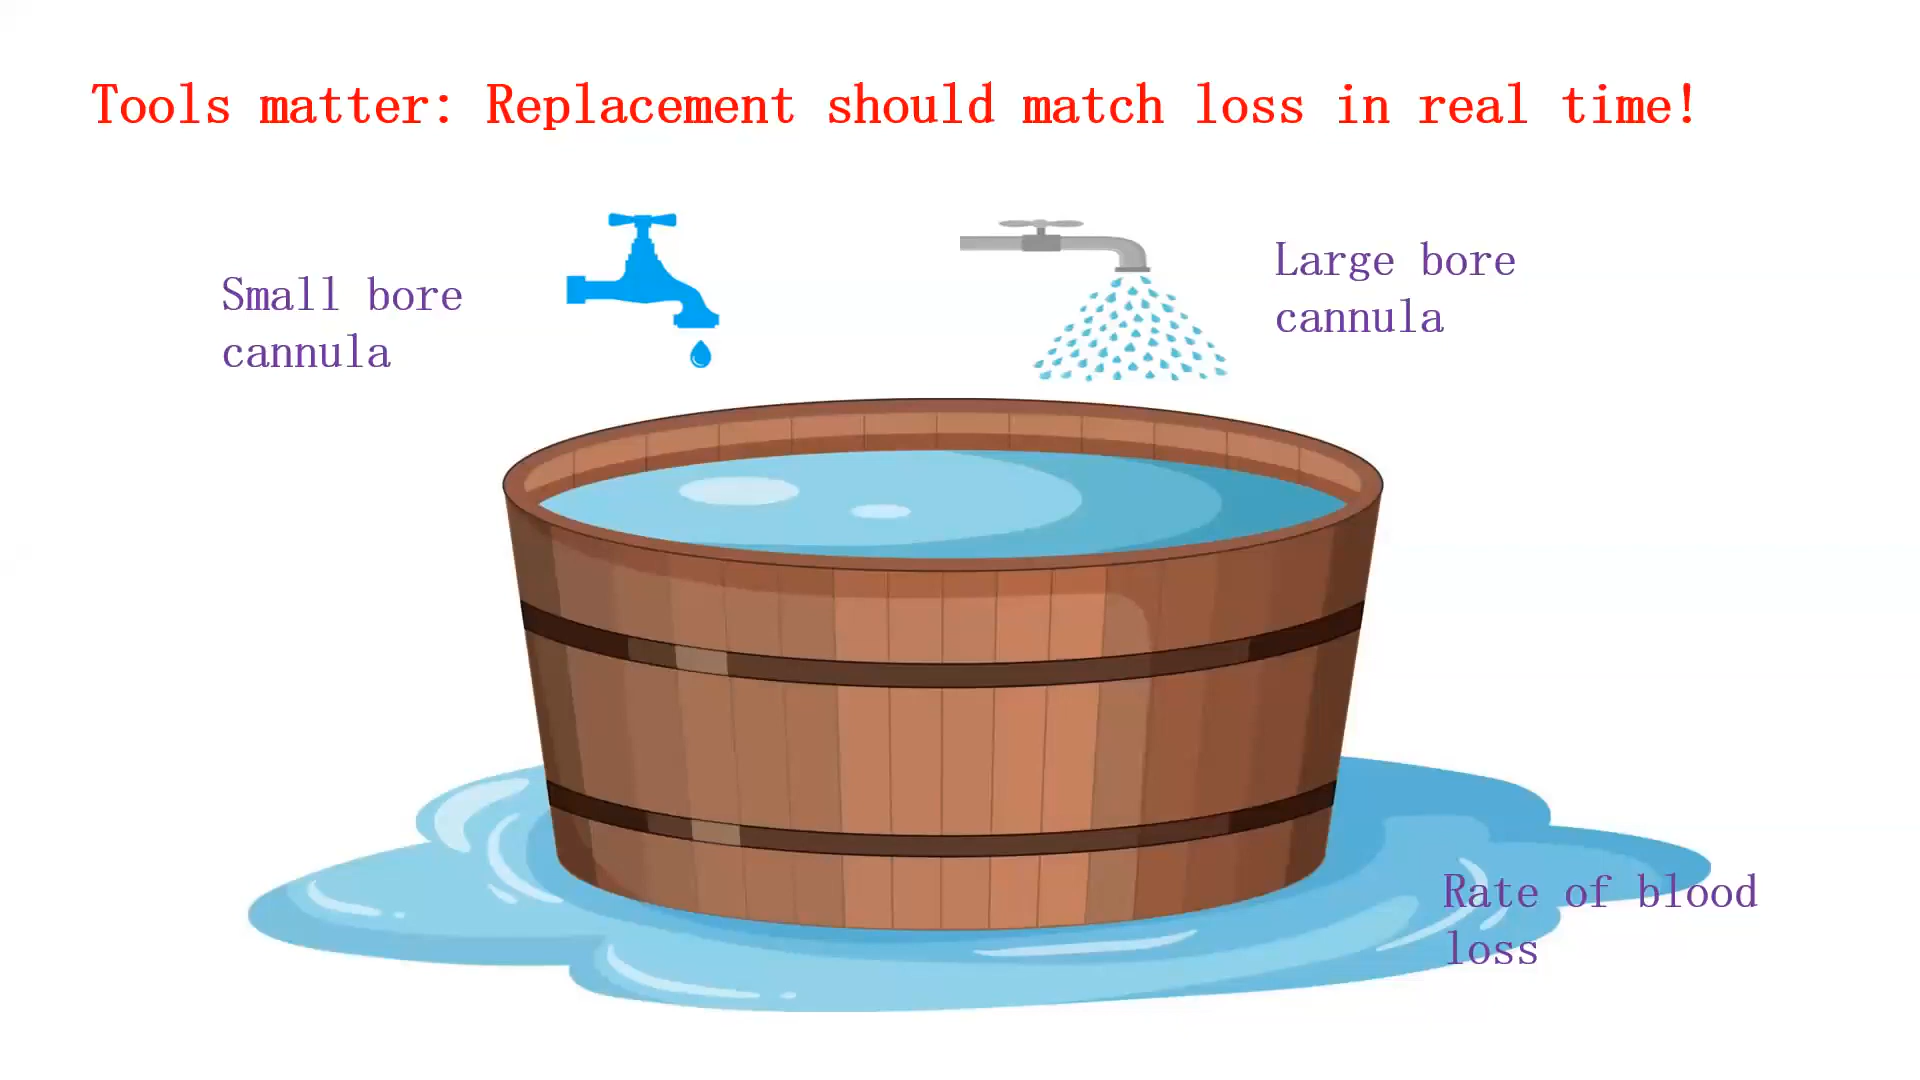 Tools matter: Replacement should match loss in real time!
Small bore
cannula
Large bore
cannula
Rate of blood
loss